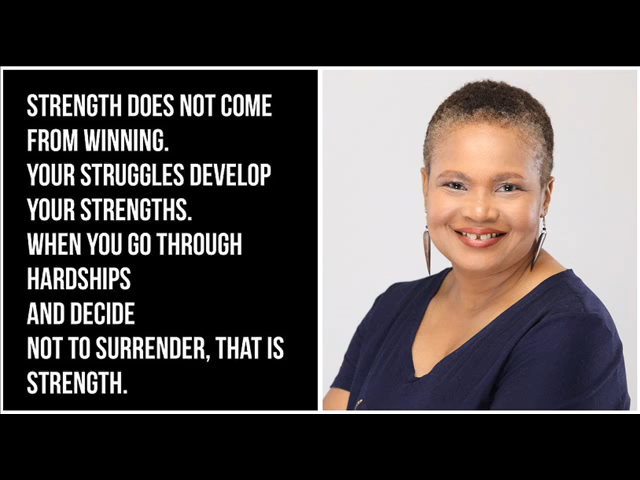 STRENGTH DOES NOT COME
FROM WINNING.
YOUR STRUGGLES DEVELOP
YOUR STRENGTHS.
WHEN YOU GO THROUGH
HARDSHIPS
AND DECIDE
NOT TO SURRENDER, THAT IS
STRENGTH.